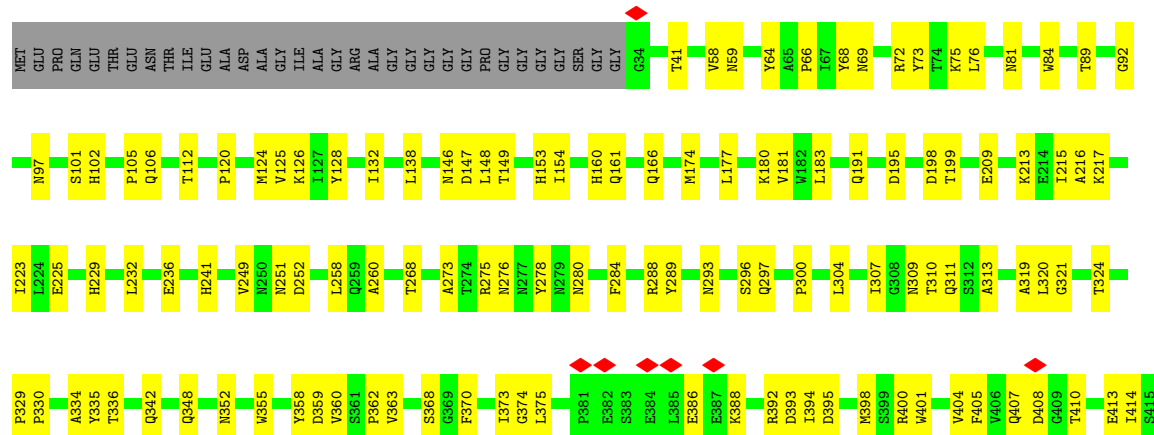 MET GLU PRO GLN GLU THR GLU ASN THR ILE GLU ALA ASP ALA ALA GLY ILE ALA GLY ARG ALA GLY GLY GLY GLY GLY PRO GLY GLY GLY GLY SER GLY GLY G34 T41 V58 N59 Y64 A65 P66 I67 Y68 N69 R72 Y73 T74 K75 L76 N81 W84 T89 G92
N97 S101 H102 P105 Q106 T112 P120 M124 V125 K126 I127 Y128 I132 L138 N146 D147 L148 T149 H153 I154 H160 Q161 Q166 M174 L177 K180 V181 W182 L183 Q191 D195 D198 T199 E209 K213 E214 I215 A216 K217
I223 L224 E225 H229 L232 E236 H241 V249 N250 N251 D252 L258 Q259 A260 T268 A273 T274 R275 N276 N277 Y278 N279 N280 F284 R288 Y289 N293 S296 Q297 P300 L304 I307 G308 N309 T310 Q311 S312 A313 A319 L320 G321 T324
P329 P330 A334 Y335 T336 Q342 Q348 N352 W355 Y358 D359 V360 S361 P362 V363 S368 G369 F370 I373 G374 L375 P381 E382 S383 E384 L385 E386 E387 K388 R392 D393 I394 D395 M398 S399 R400 W401 V404 F405 V406 Q407 D408 G409 T410 E413 I414 S415